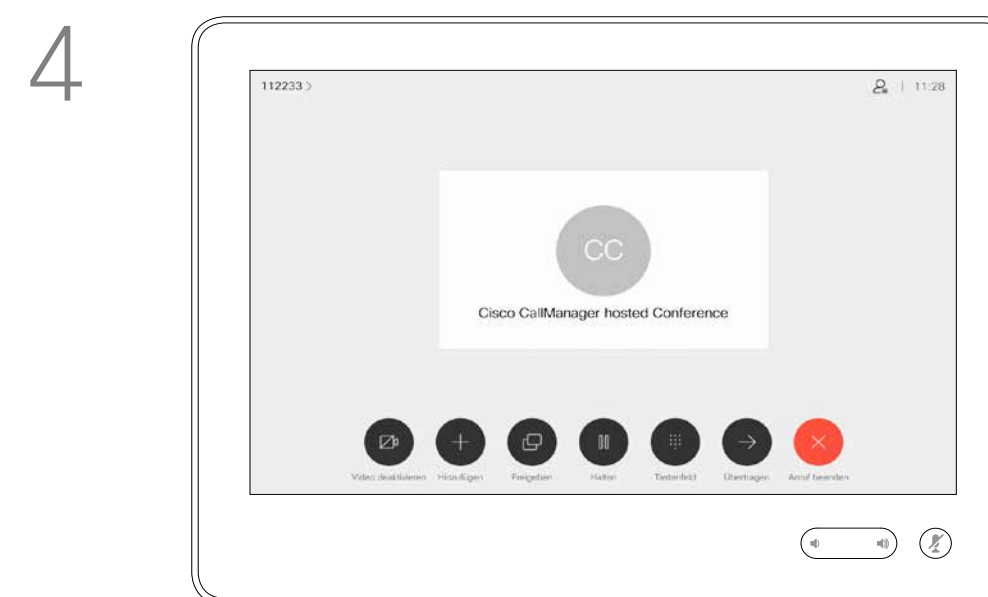 4
112233
11:28
CC
Cisco CallManager hosted Conference
Video deaktivieren Hinzufügen Freigeben Halten Tastenfeld Übertragen Anruf beenden